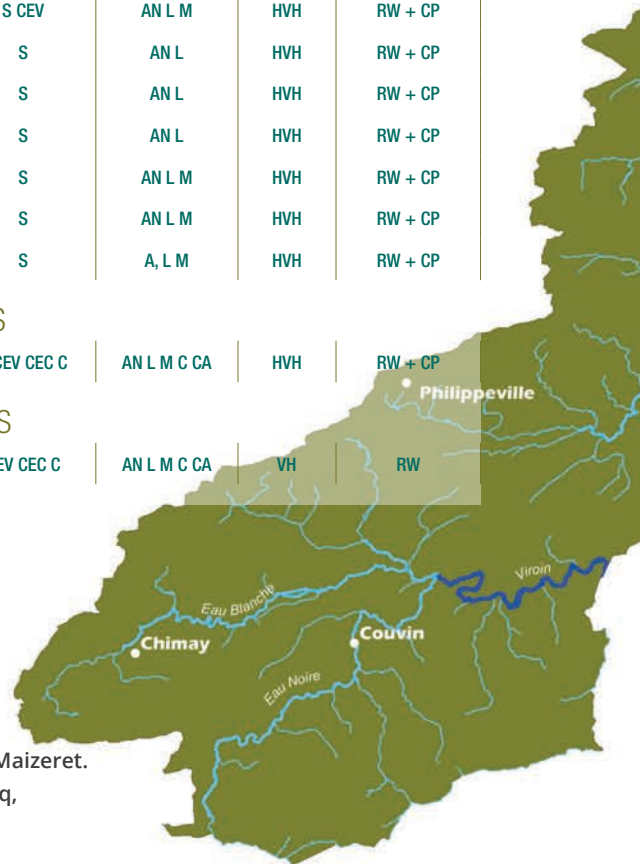 S CEV AN L M HVH RW + CP
S AN L HVH RW + CP
S AN L HVH RW + CP
S AN L HVH RW + CP
S AN L M HVH RW + CP
S AN L M HVH RW + CP
S A, L M HVH RW + CP
S
CEV CEC C AN L M C CA HVH RW + CP
Philippeville
S
EV CEC C AN L M C CA VH RW
Viroin
Eau Blanche
Chimay
Couvin
Eau Noire
Maizeret.
q,